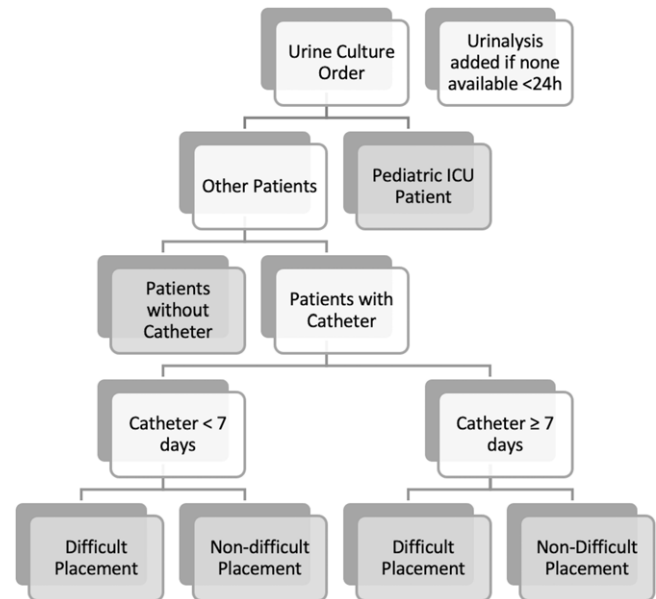 Urine Culture
Order
Urinalysis
added if none
available <24h
Other Patients
Pediatric ICU
Patient
Patients
without
Catheter
Patients with
Catheter
Catheter < 7
days
Catheter ≥ 7
days
Difficult
Placement
Non-difficult
Placement
Difficult
Placement
Non-Difficult
Placement